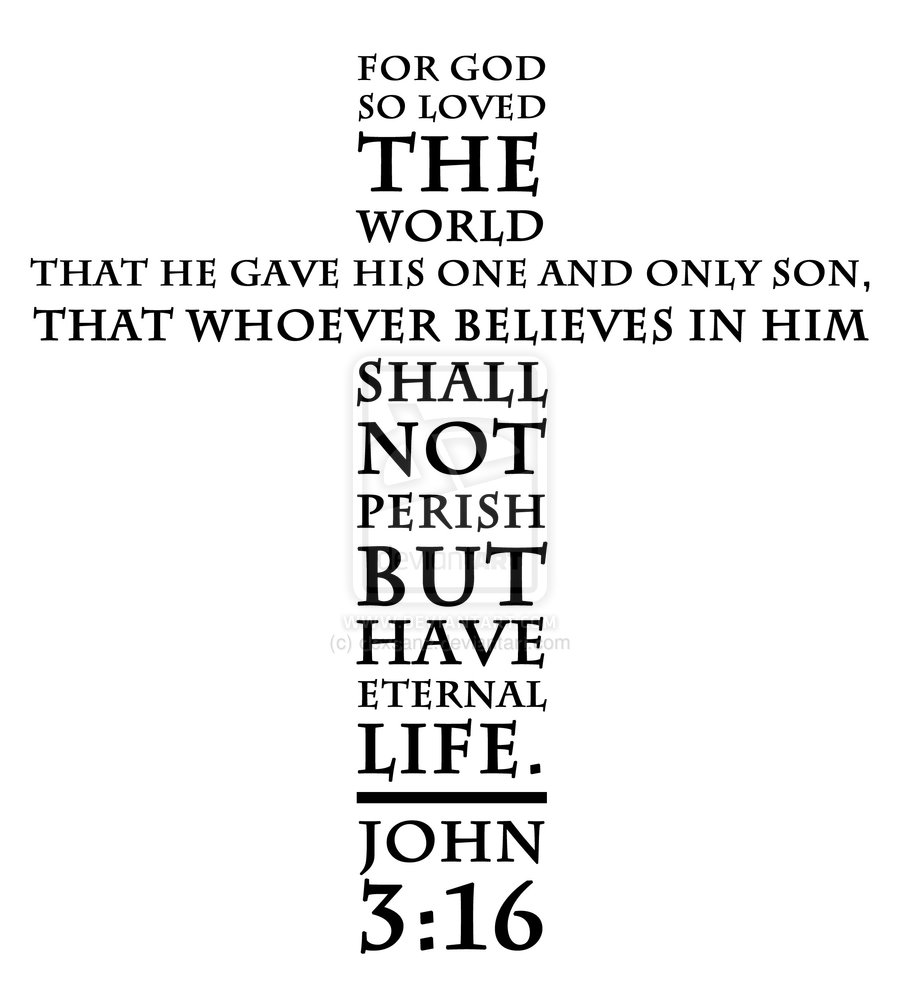 FOR GOD
SO LOVED
THE
WORLD
THAT HE GAVE HIS ONE AND ONLY SON,
THAT WHOEVER BELIEVES IN HIM
SHALL
NOT
PERISH
BUT
deviantART
HAVE
ETERNAL
LIFE.
JOHN
3:16